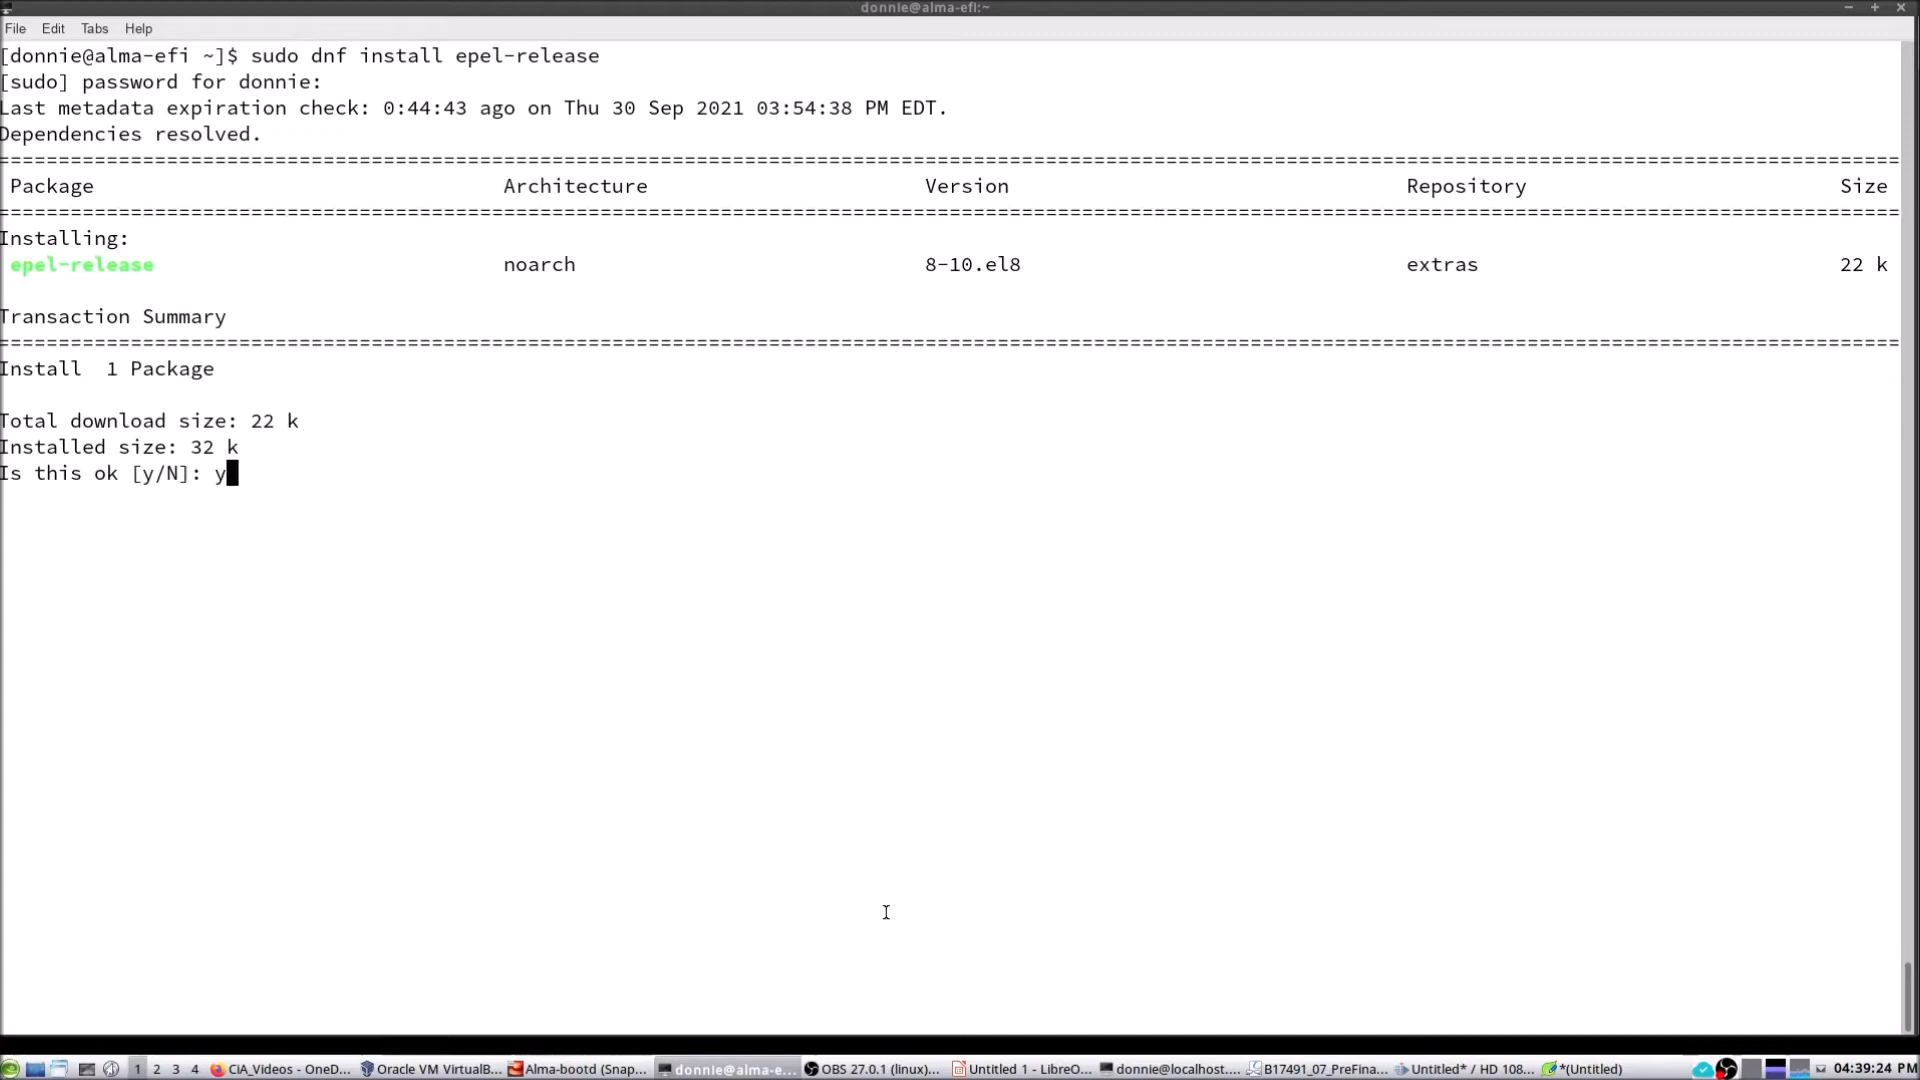 donnie@alma-efi:~
File Edit Tabs Help
[donnie@alma-efi ~]$ sudo dnf install epel-release
[sudo] password for donnie:
Last metadata expiration check: 0:44:43 ago on Thu 30 Sep 2021 03:54:38 PM EDT.
Dependencies resolved.
================================================================================
Package Architecture Version Repository Size
================================================================================
Installing:
epel-release noarch 8-10.el8 extras 22 k
Transaction Summary
================================================================================
Install 1 Package
Total download size: 22 k
Installed size: 32 k
Is this ok [y/N]: y
1 2 3 4 CIA_Videos - OneD... Oracle VM VirtualB... Alma-bootd (Snap... donnie@alma-e... OBS 27.0.1 (linux)... Untitled 1 - LibreO... donnie@localhost.... B17491_07_PreFina... Untitled* / HD 108... *(Untitled) 04:39:24 PM